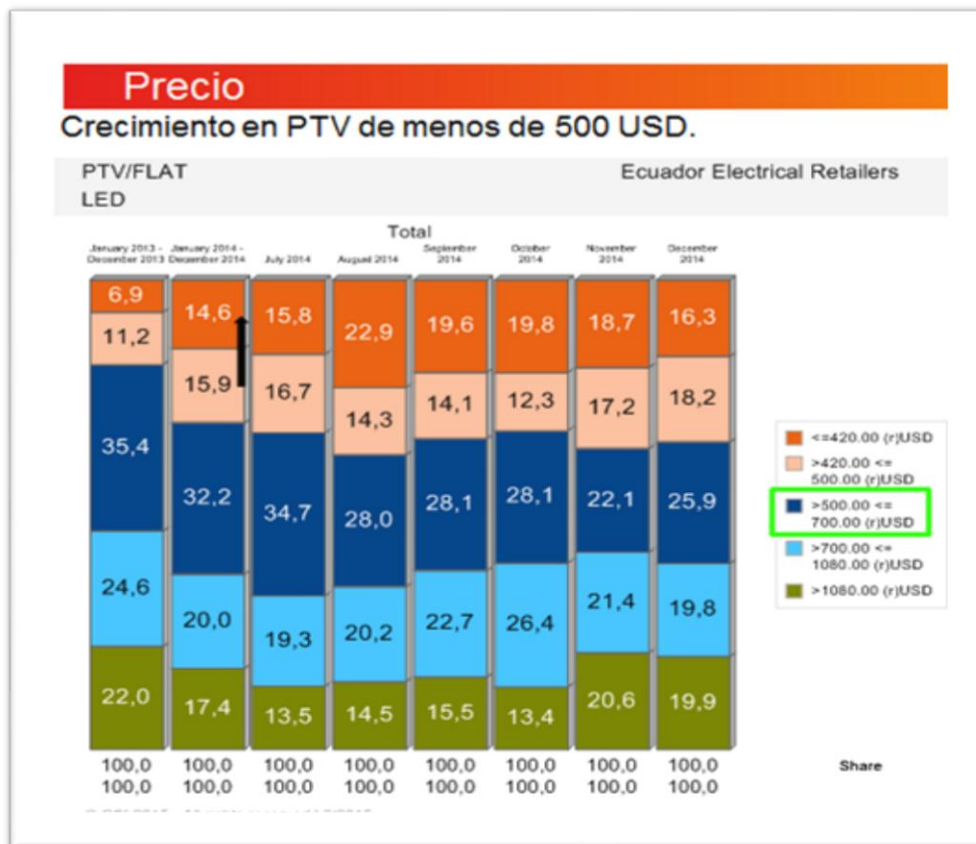 Precio
Crecimiento en PTV de menos de 500 USD.
PTV/FLAT
Ecuador Electrical Retailers
LED
Total
January 2013 - December 2013
January 2014 - December 2014
July 2014
August 2014
September 2014
October 2014
November 2014
December 2014
6,9 14,6 15,8 22,9 19,6 19,8 18,7 16,3
11,2 15,9 16,7 14,3 14,1 12,3 17,2 18,2
35,4 32,2 34,7 28,0 28,1 28,1 22,1 25,9
24,6 20,0 19,3 20,2 22,7 26,4 21,4 19,8
22,0 17,4 13,5 14,5 15,5 13,4 20,6 19,9
100,0 100,0 100,0 100,0 100,0 100,0 100,0 100,0
100,0 100,0 100,0 100,0 100,0 100,0 100,0 100,0
<=420.00 (r)USD
>420.00 <=
500.00 (r)USD
>500.00 <=
700.00 (r)USD
>700.00 <=
1080.00 (r)USD
>1080.00 (r)USD
Share